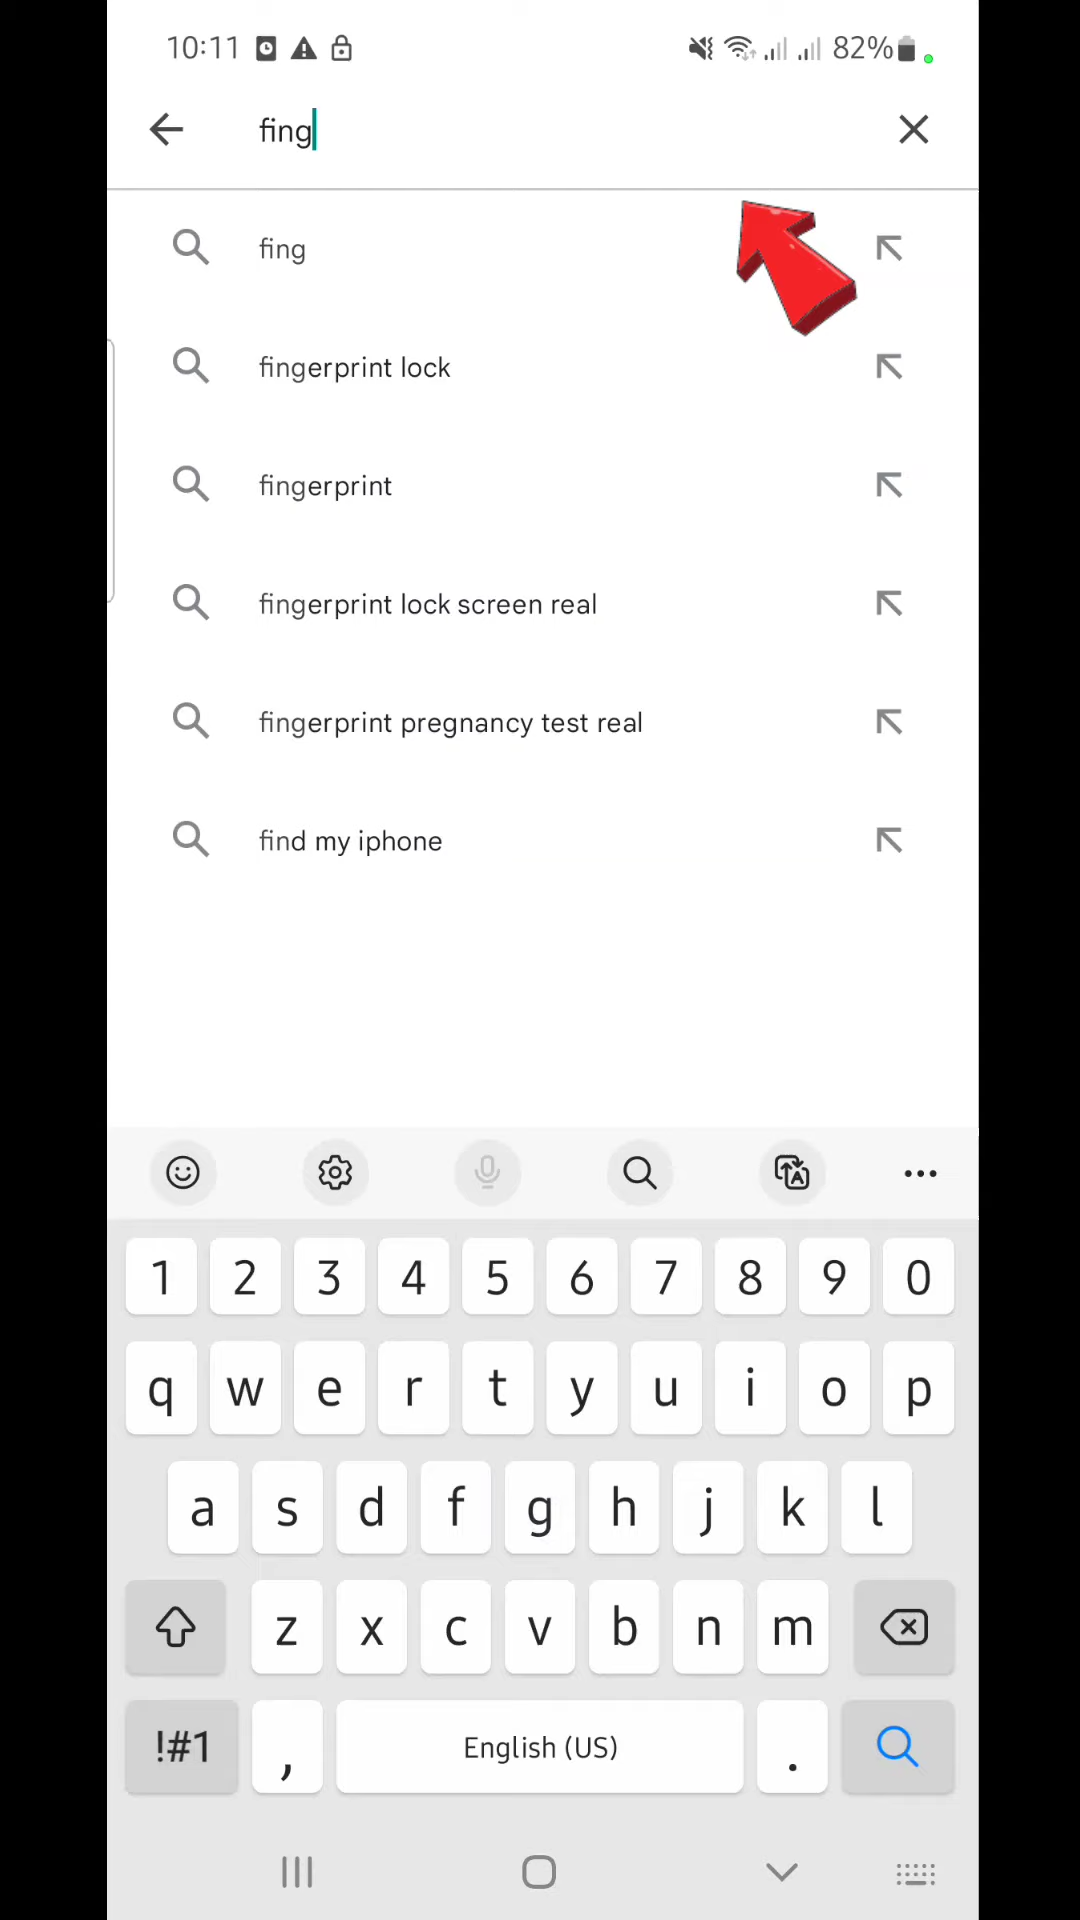 10:11 82%
fing
fing
fingerprint lock
fingerprint
fingerprint lock screen real
fingerprint pregnancy test real
find my iphone
1 2 3 4 5 6 7 8 9 0
q w e r t y u i o p
a s d f g h j k l
z x c v b n m
!#1 , English (US) .